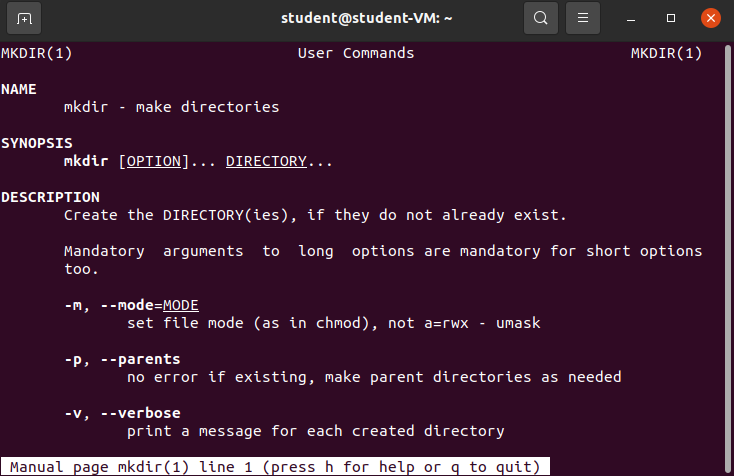 student@student-VM: ~
MKDIR(1) User Commands MKDIR(1)
NAME
mkdir - make directories
SYNOPSIS
mkdir [OPTION]... DIRECTORY...
DESCRIPTION
Create the DIRECTORY(ies), if they do not already exist.
Mandatory arguments to long options are mandatory for short options
too.
-m, --mode=MODE
set file mode (as in chmod), not a=rwx - umask
-p, --parents
no error if existing, make parent directories as needed
-v, --verbose
print a message for each created directory
Manual page mkdir(1) line 1 (press h for help or q to quit)